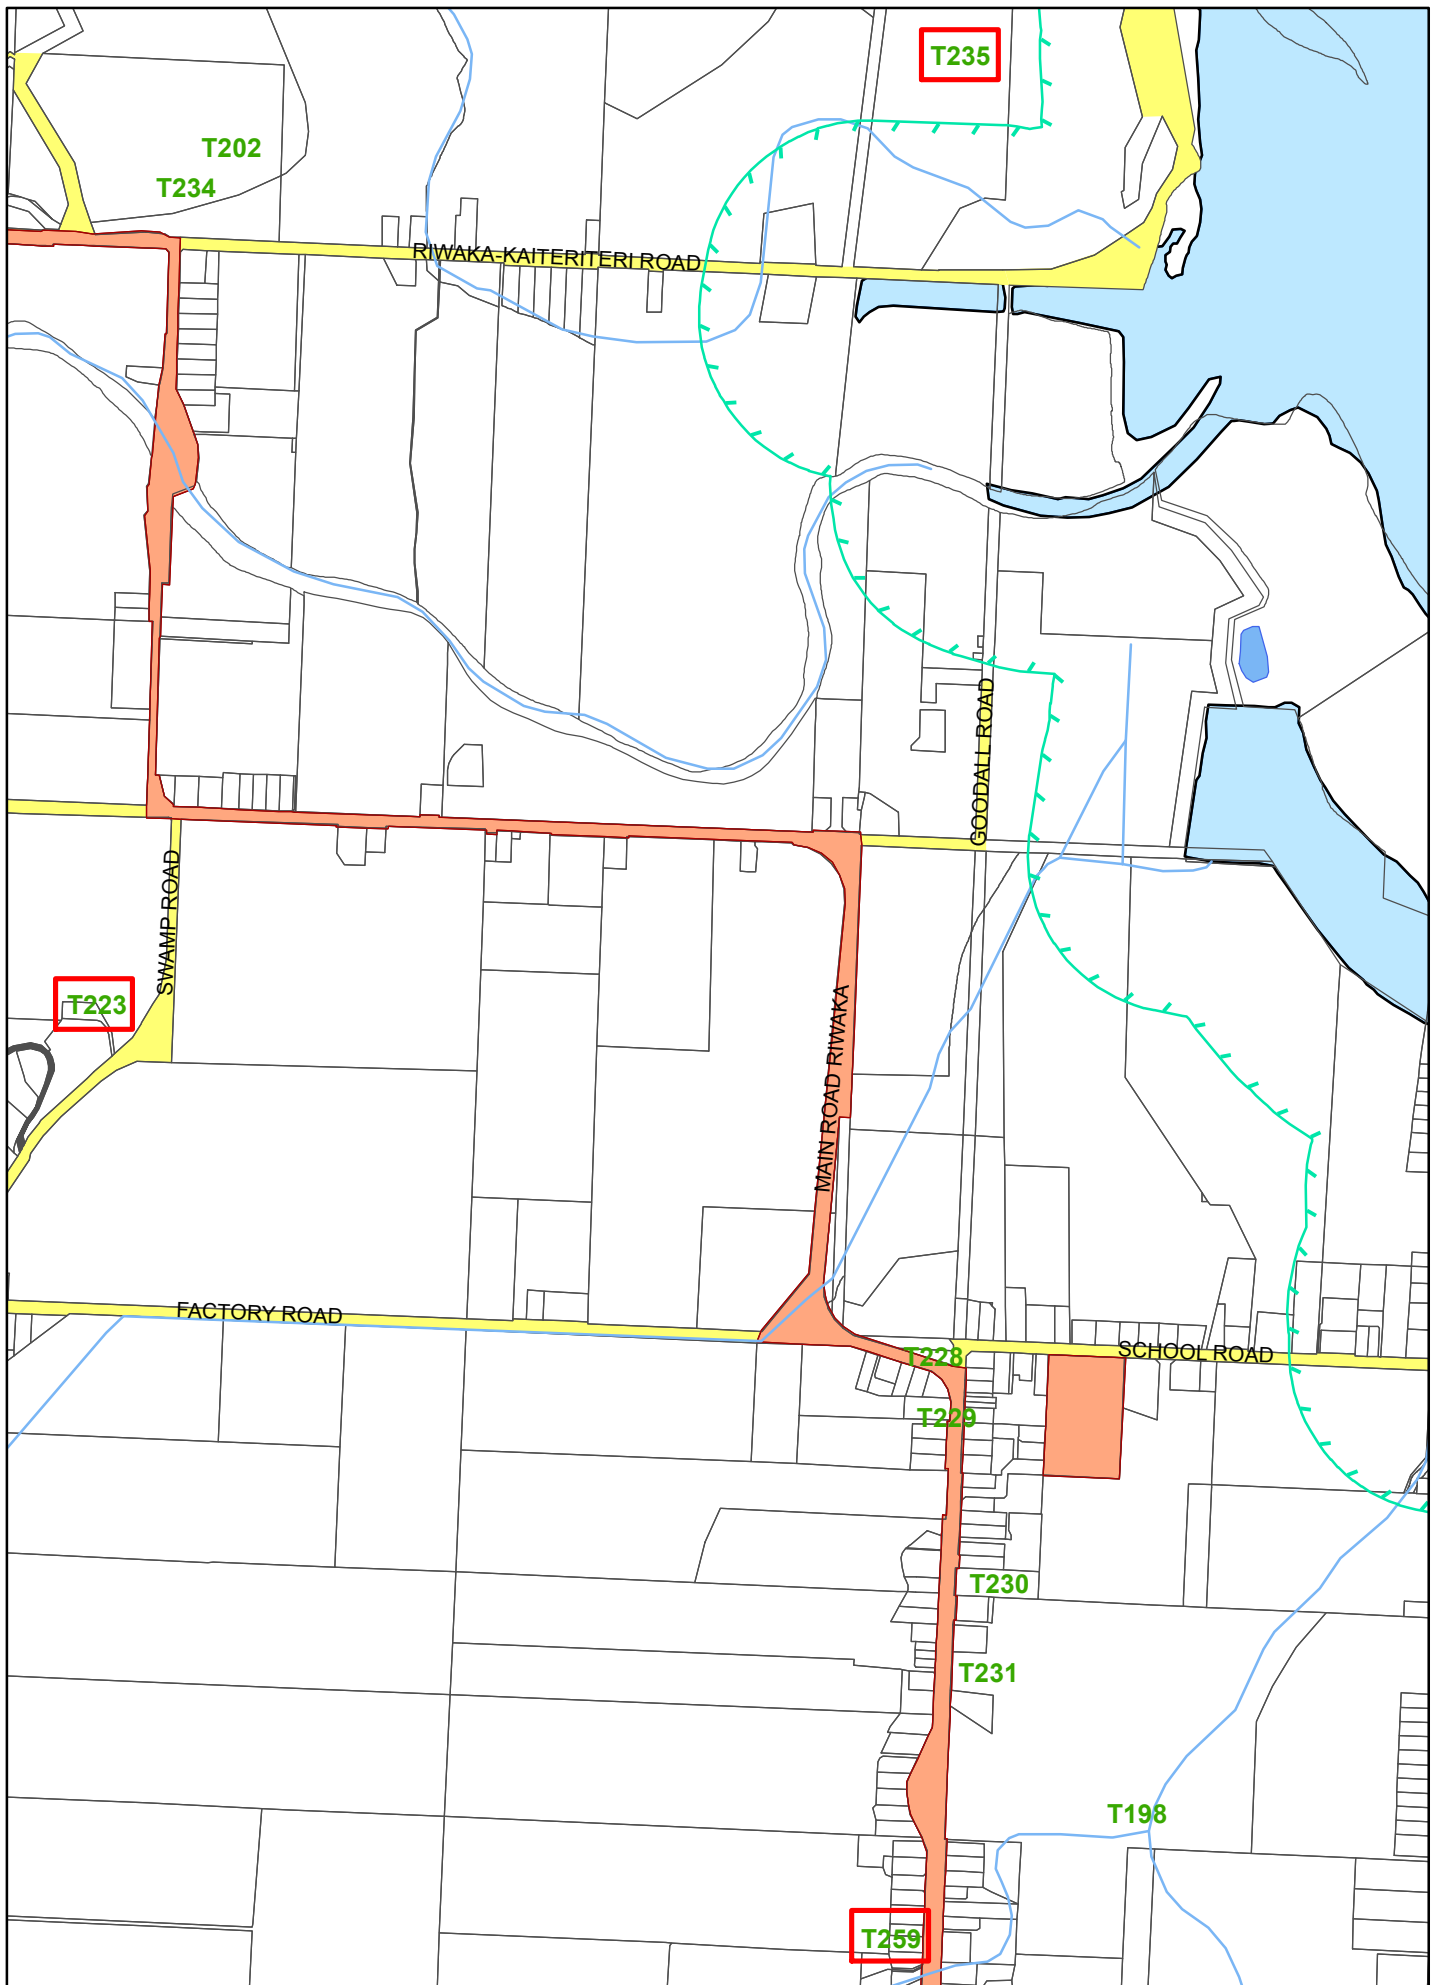 T235
T202
T234
RIWAKA-KAITERITERI ROAD
GOODALL ROAD
SWAMP ROAD
T223
MAIN ROAD RIWAKA
FACTORY ROAD
SCHOOL ROAD
T228
T229
T230
T231
T198
T259